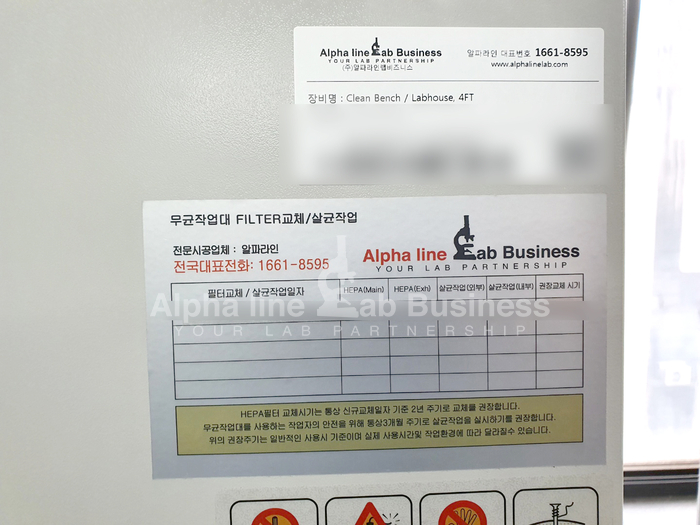 Alpha line Lab Business
YOUR LAB PARTNERSHIP
(주)알파라인랩비즈니스
알파라인 대표번호 1661-8595
www.alphalinelab.com
장비명 : Clean Bench / Labhouse, 4FT
무균작업대 FILTER교체/살균작업
전문시공업체 : 알파라인
전국대표전화: 1661-8595
Alpha line Lab Business
YOUR LAB PARTNERSHIP
필터교체 / 살균작업일자 HEPA(Main) HEPA(Exh) 살균작업(외부) 살균작업(내부) 권장교체 시기
Alpha line Lab Business
YOUR LAB PARTNERSHIP
HEPA필터 교체시기는 통상 신규교체일자 기준 2년 주기로 교체를 권장합니다.
무균작업대를 사용하는 작업자의 안전을 위해 통상3개월 주기로 살균작업을 실시하기를 권장합니다.
위의 권장주기는 일반적인 사용시 기준이며 실제 사용시간및 작업환경에 따라 달라질수 있습니다.